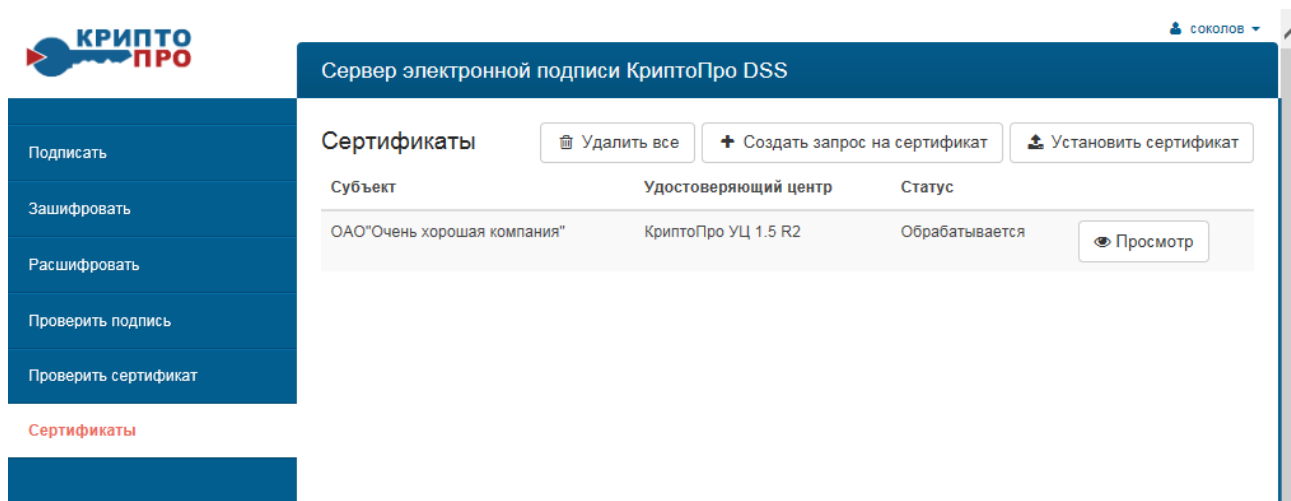 КРИПТО
ПРО
соколов
Сервер электронной подписи КриптоПро DSS
Подписать
Зашифровать
Расшифровать
Проверить подпись
Проверить сертификат
Сертификаты
Сертификаты
Удалить все
Создать запрос на сертификат
Установить сертификат
Субъект Удостоверяющий центр Статус
ОАО"Очень хорошая компания" КриптоПро УЦ 1.5 R2 Обрабатывается Просмотр